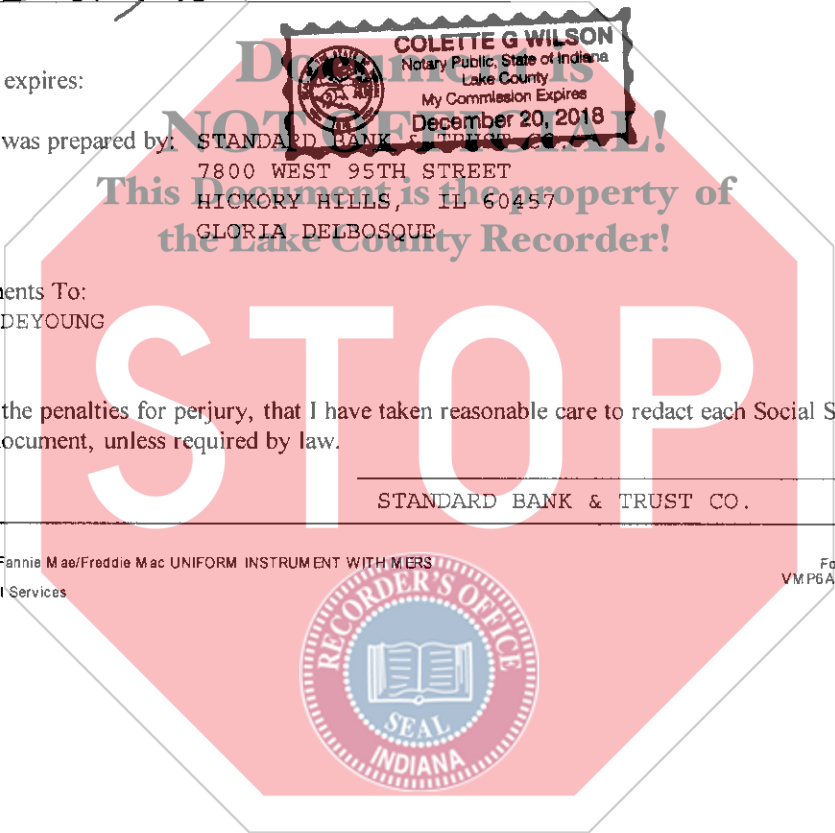 COLETTE G WILSON
Notary Public, State of Indiana
Lake County
My Commission Expires
December 20, 2018
Document is
NOT OFFICIAL!
This Document is the property of
the Lake County Recorder!
expires:
was prepared by: STANDARD BANK & TRUST CO.
7800 WEST 95TH STREET
HICKORY HILLS, IL 60457
GLORIA DELBOSQUE
ents To:
DEYOUNG
STOP
the penalties for perjury, that I have taken reasonable care to redact each Social S
ocument, unless required by law.
STANDARD BANK & TRUST CO.
Fannie Mae/Freddie Mac UNIFORM INSTRUMENT WITH MERS
Fo
l Services
VMP6A
RECORDER'S OFFICE
SEAL
INDIANA